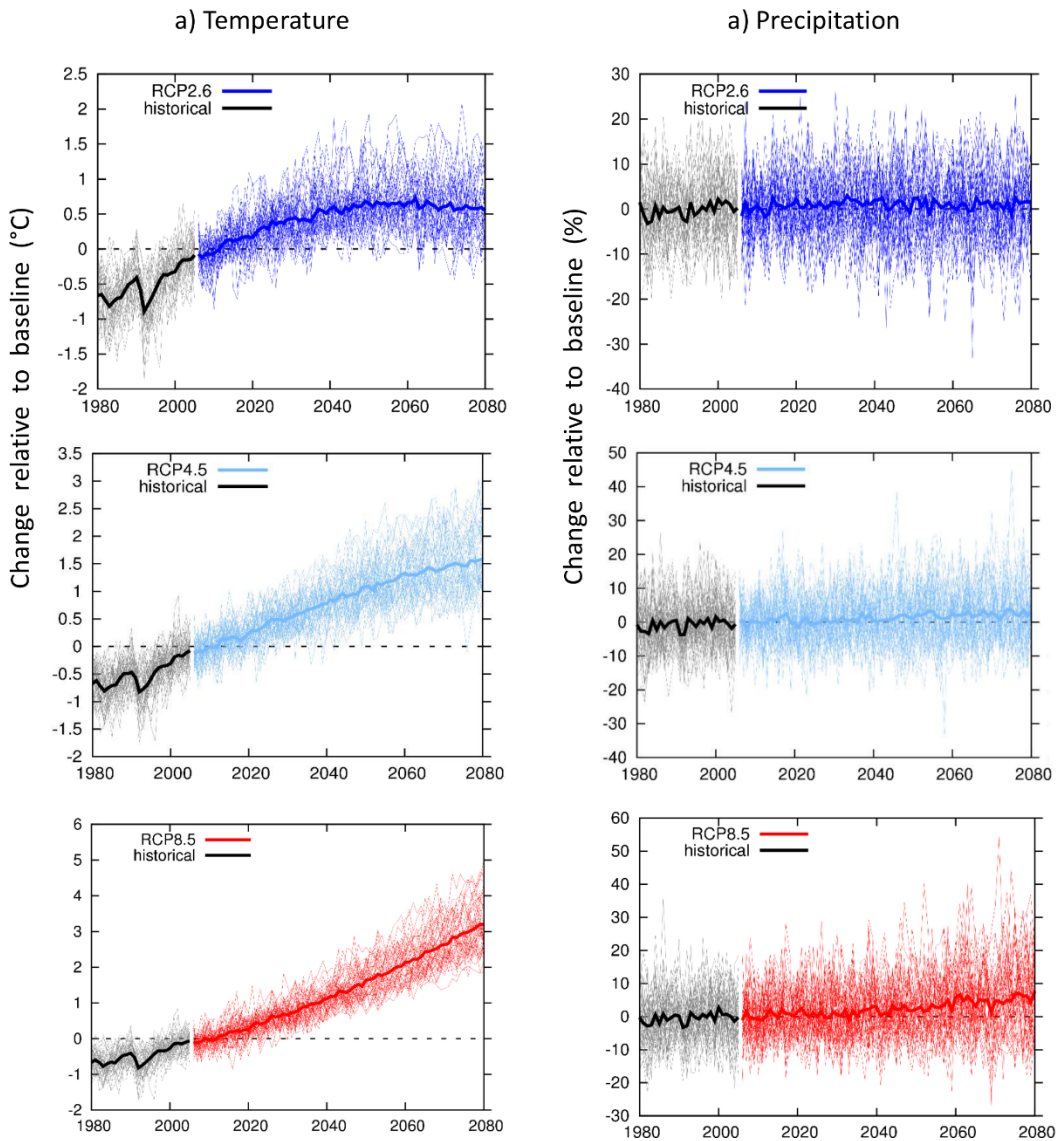 a) Temperature
a) Precipitation
Change relative to baseline (°C)
2.5
2
1.5
1
0.5
0
-0.5
-1
-1.5
-2
RCP2.6
historical
1980 2000 2020 2040 2060 2080
3.5
3
2.5
2
1.5
1
0.5
0
-0.5
-1
-1.5
-2
RCP4.5
historical
1980 2000 2020 2040 2060 2080
6
5
4
3
2
1
0
-1
-2
RCP8.5
historical
1980 2000 2020 2040 2060 2080
Change relative to baseline (%)
30
20
10
0
-10
-20
-30
-40
RCP2.6
historical
1980 2000 2020 2040 2060 2080
50
40
30
20
10
0
-10
-20
-30
-40
RCP4.5
historical
1980 2000 2020 2040 2060 2080
60
50
40
30
20
10
0
-10
-20
-30
RCP8.5
historical
1980 2000 2020 2040 2060 2080